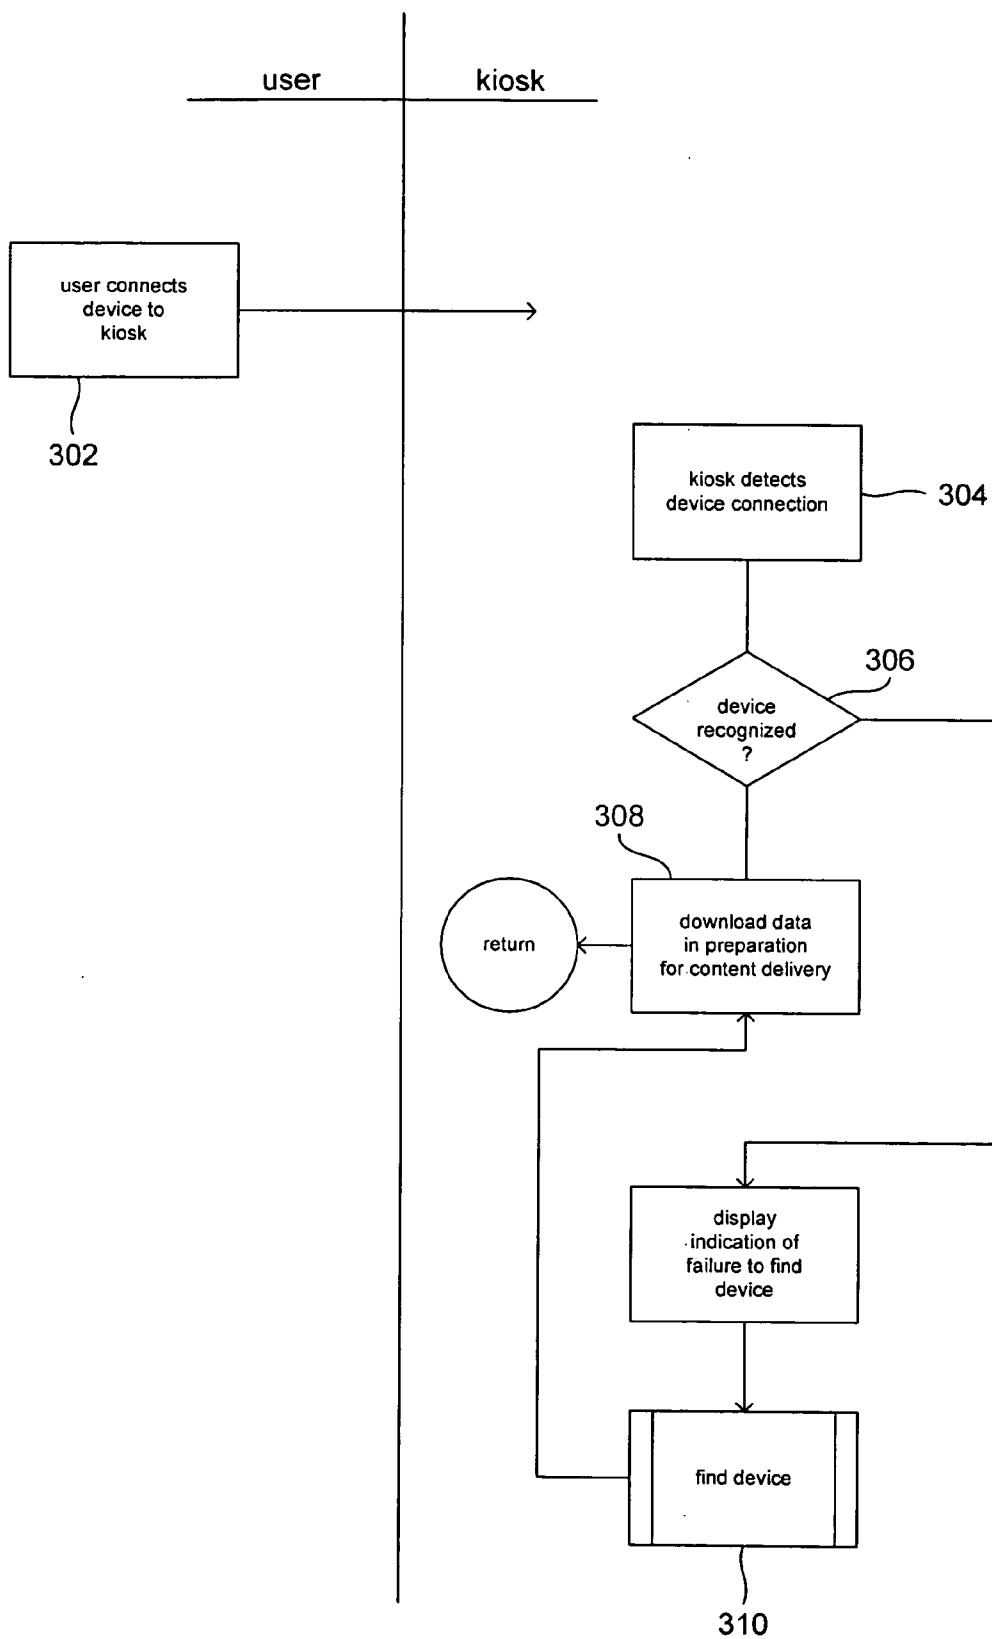 user
kiosk
user connects
device to
kiosk
302
kiosk detects
device connection
304
306
device
recognized
?
308
download data
in preparation
for content delivery
return
display
indication of
failure to find
device
find device
310